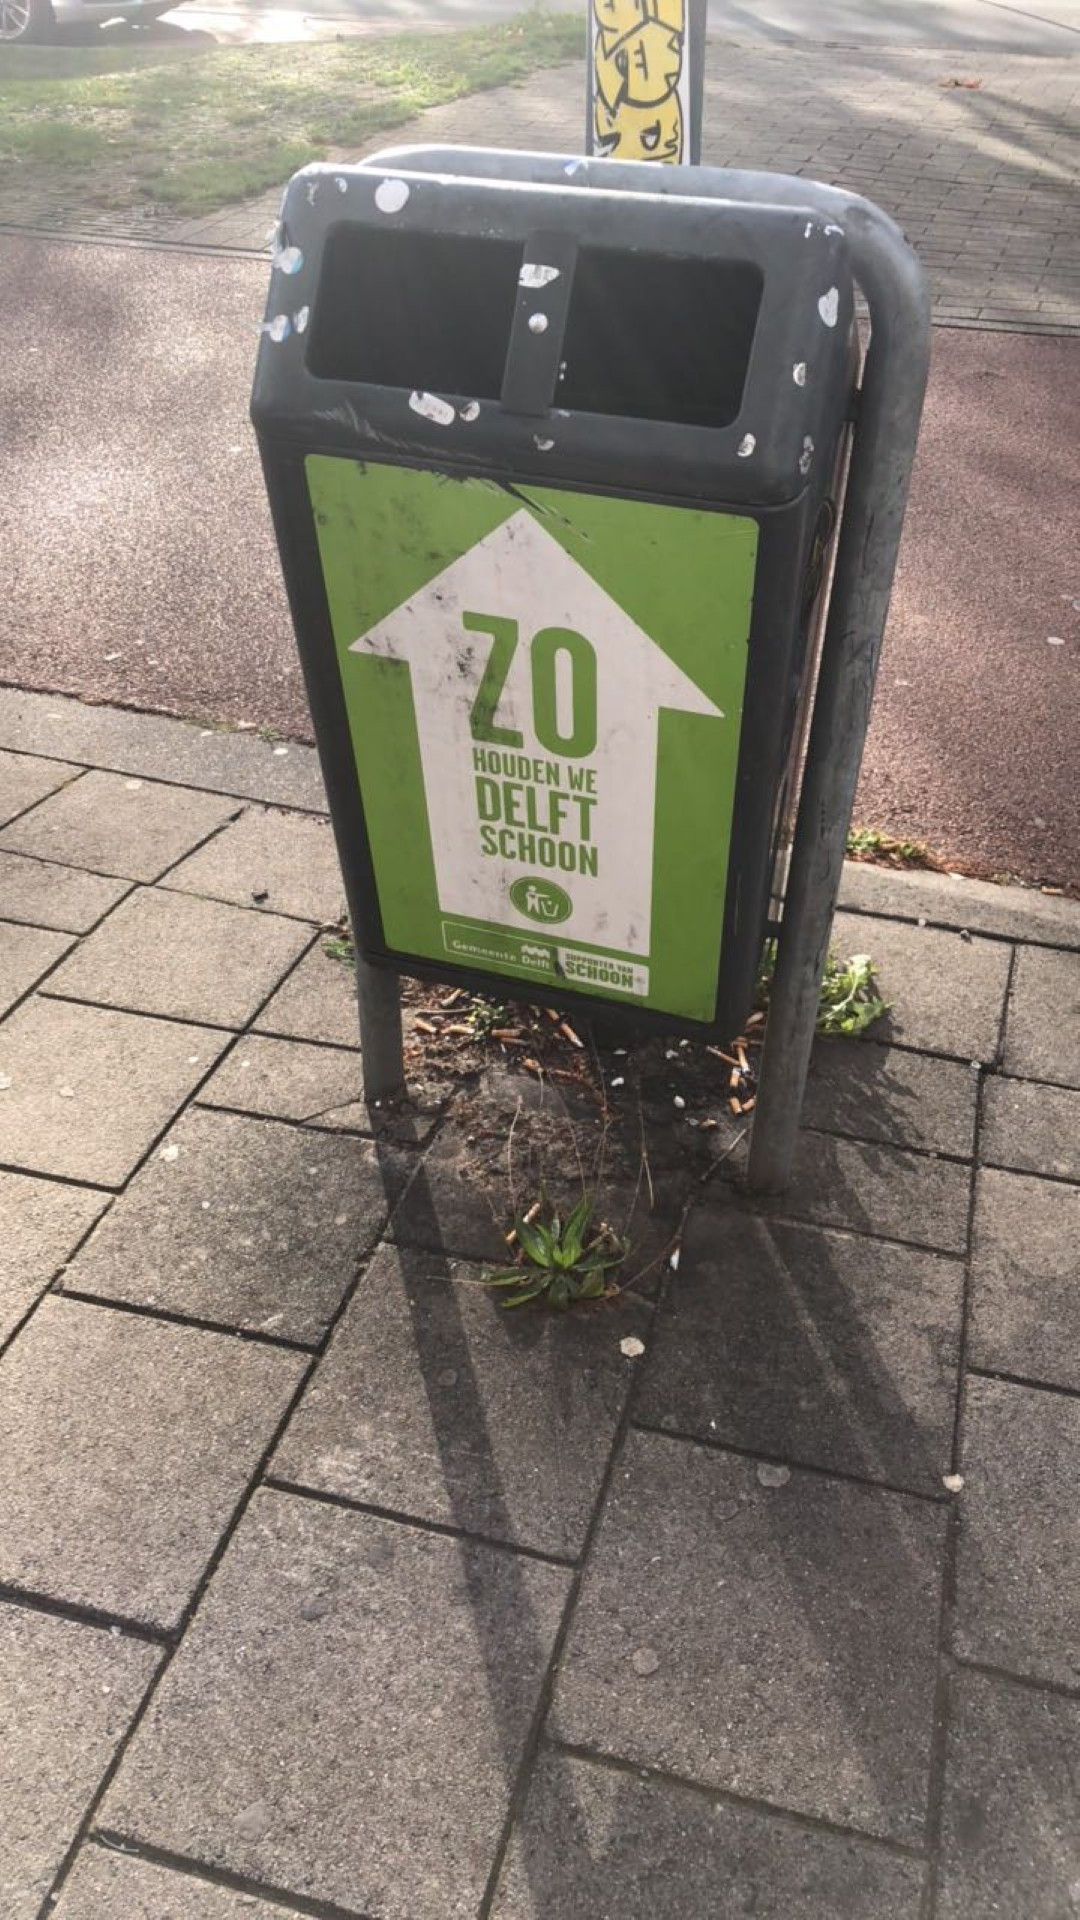 ZO
HOUDEN WE
DELFT
SCHOON
Gemeente Delft
SUPPORTER VAN
SCHOON